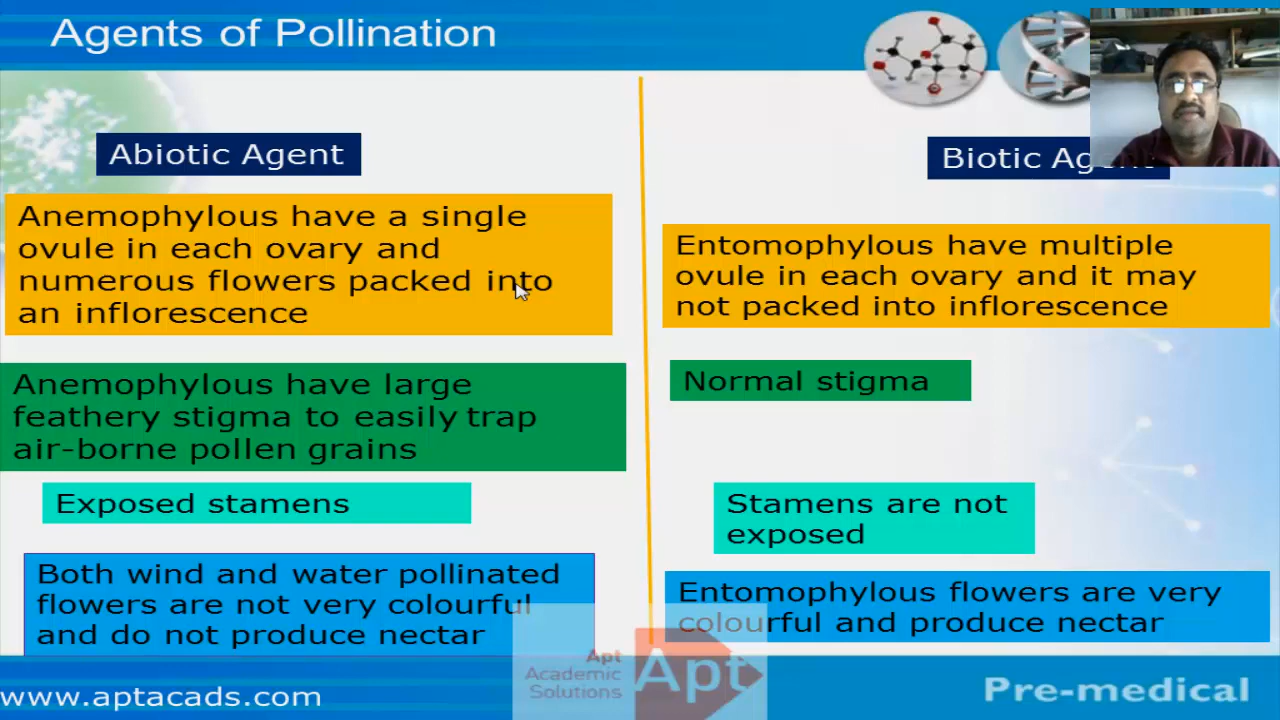 Agents of Pollination
Abiotic Agent
Anemophylous have a single
ovule in each ovary and
numerous flowers packed into
an inflorescence
Anemophylous have large
feathery stigma to easily trap
air-borne pollen grains
Exposed stamens
Both wind and water pollinated
flowers are not very colourful
and do not produce nectar
Biotic Agent
Entomophylous have multiple
ovule in each ovary and it may
not packed into inflorescence
Normal stigma
Stamens are not
exposed
Entomophylous flowers are very
colourful and produce nectar
www.aptacads.com
Apt
Academic
Solutions
Apt
Pre-medical